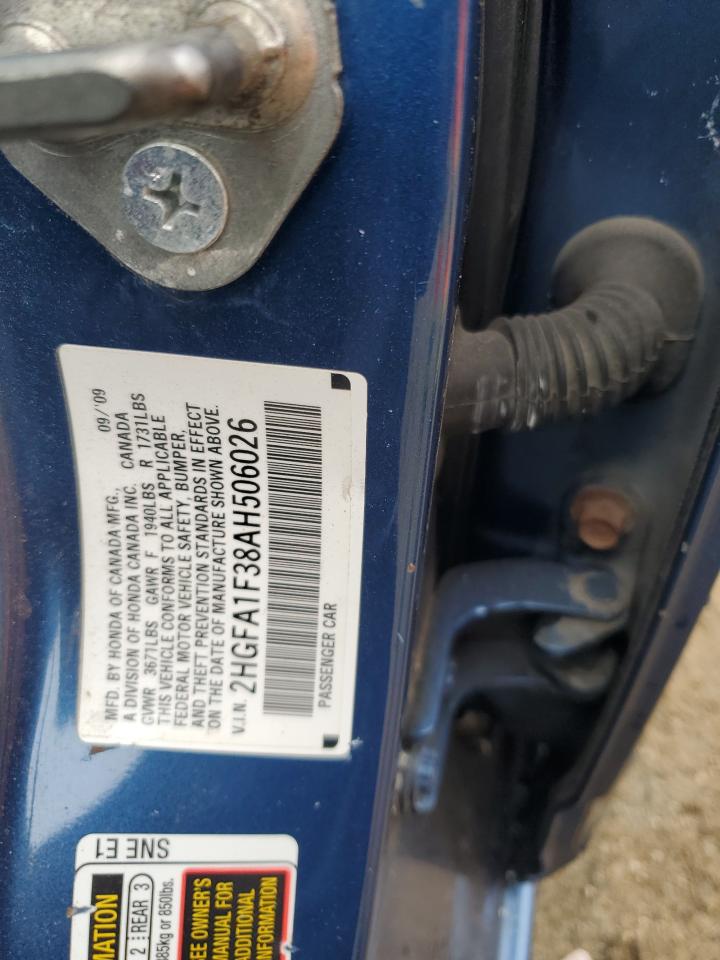 MFD. BY HONDA OF CANADA MFG., 09/'09
A DIVISION OF HONDA CANADA INC. CANADA
GVWR 3671LBS GAWR F 1940LBS R 1731LBS
THIS VEHICLE CONFORMS TO ALL APPLICABLE
FEDERAL MOTOR VEHICLE SAFETY, BUMPER,
AND THEFT PREVENTION STANDARDS IN EFFECT
ON THE DATE OF MANUFACTURE SHOWN ABOVE.
V.I.N. 2HGFA1F38AH506026
PASSENGER CAR
SNE E1
MATION
2 REAR 3
385kg or 850lbs.
SEE OWNER'S
MANUAL FOR
ADDITIONAL
INFORMATION